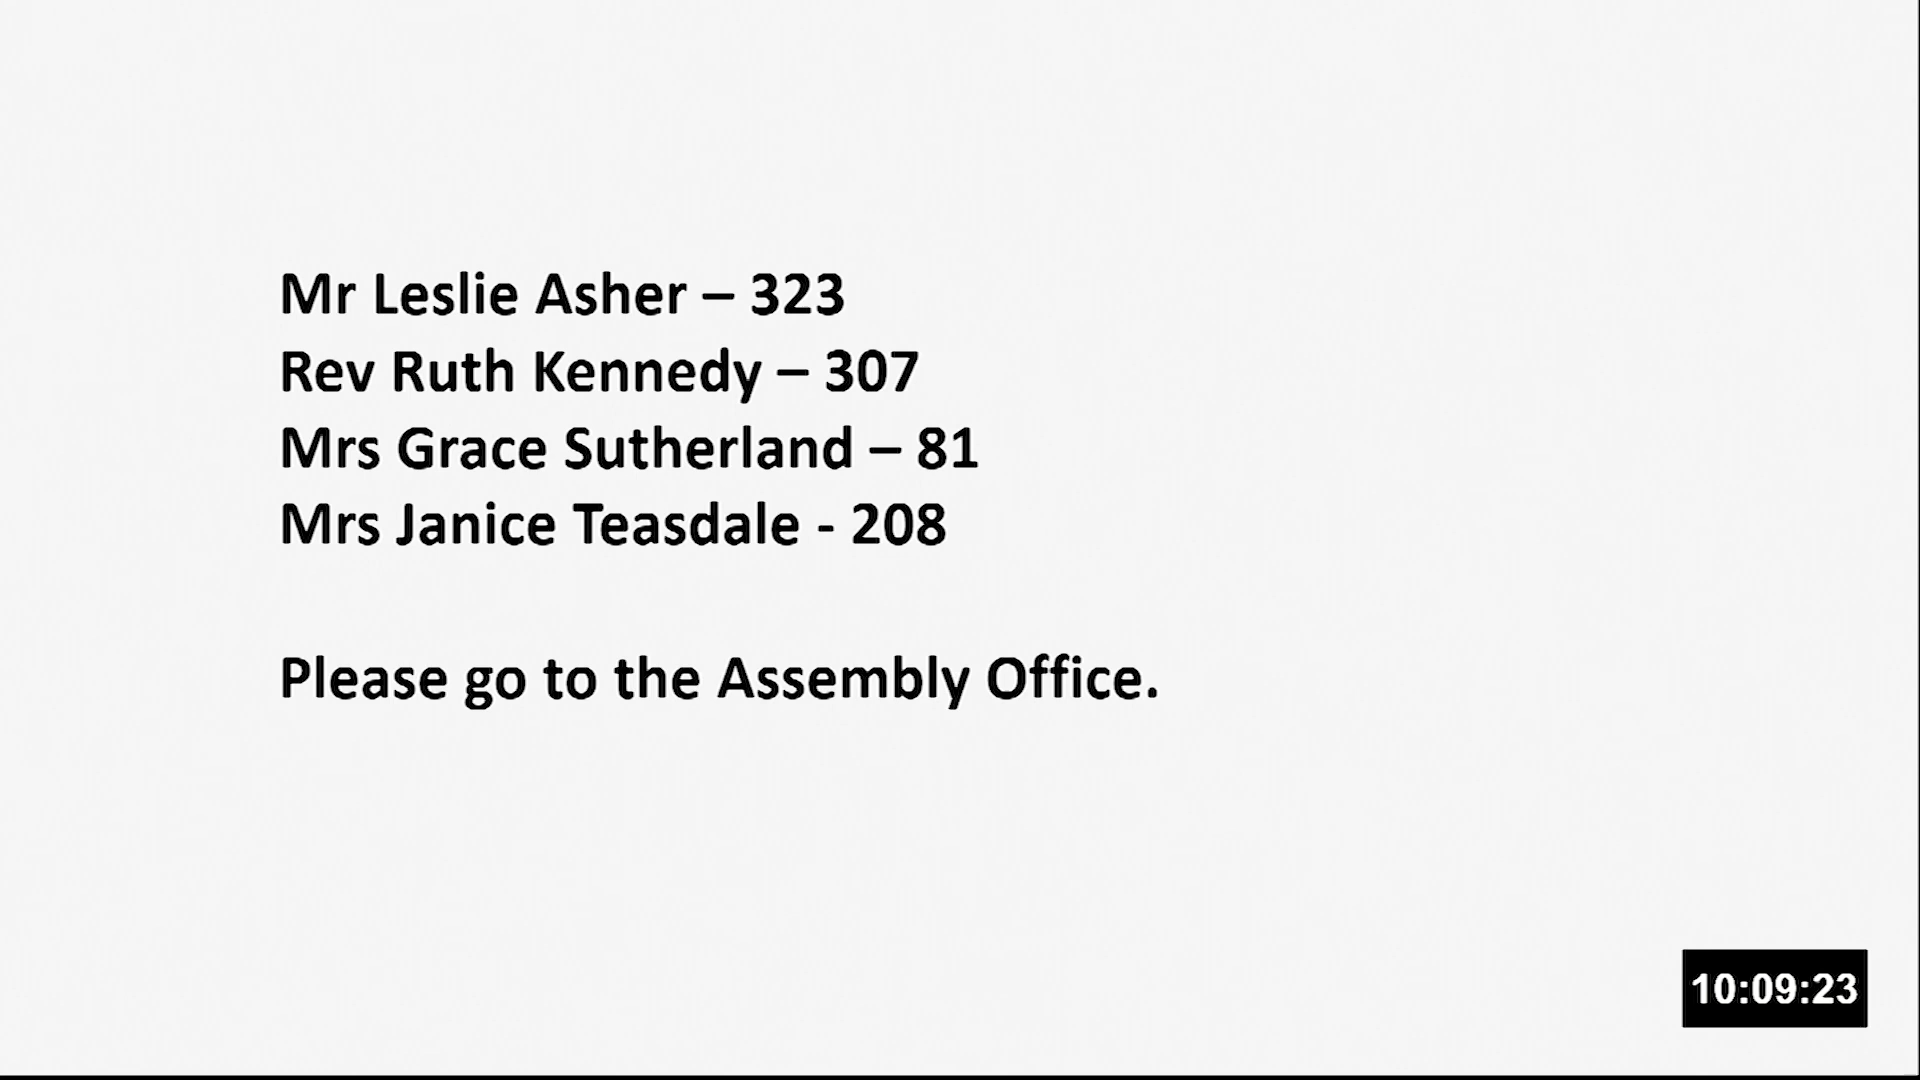 Mr Leslie Asher – 323
Rev Ruth Kennedy – 307
Mrs Grace Sutherland – 81
Mrs Janice Teasdale - 208
Please go to the Assembly Office.
10:09:23